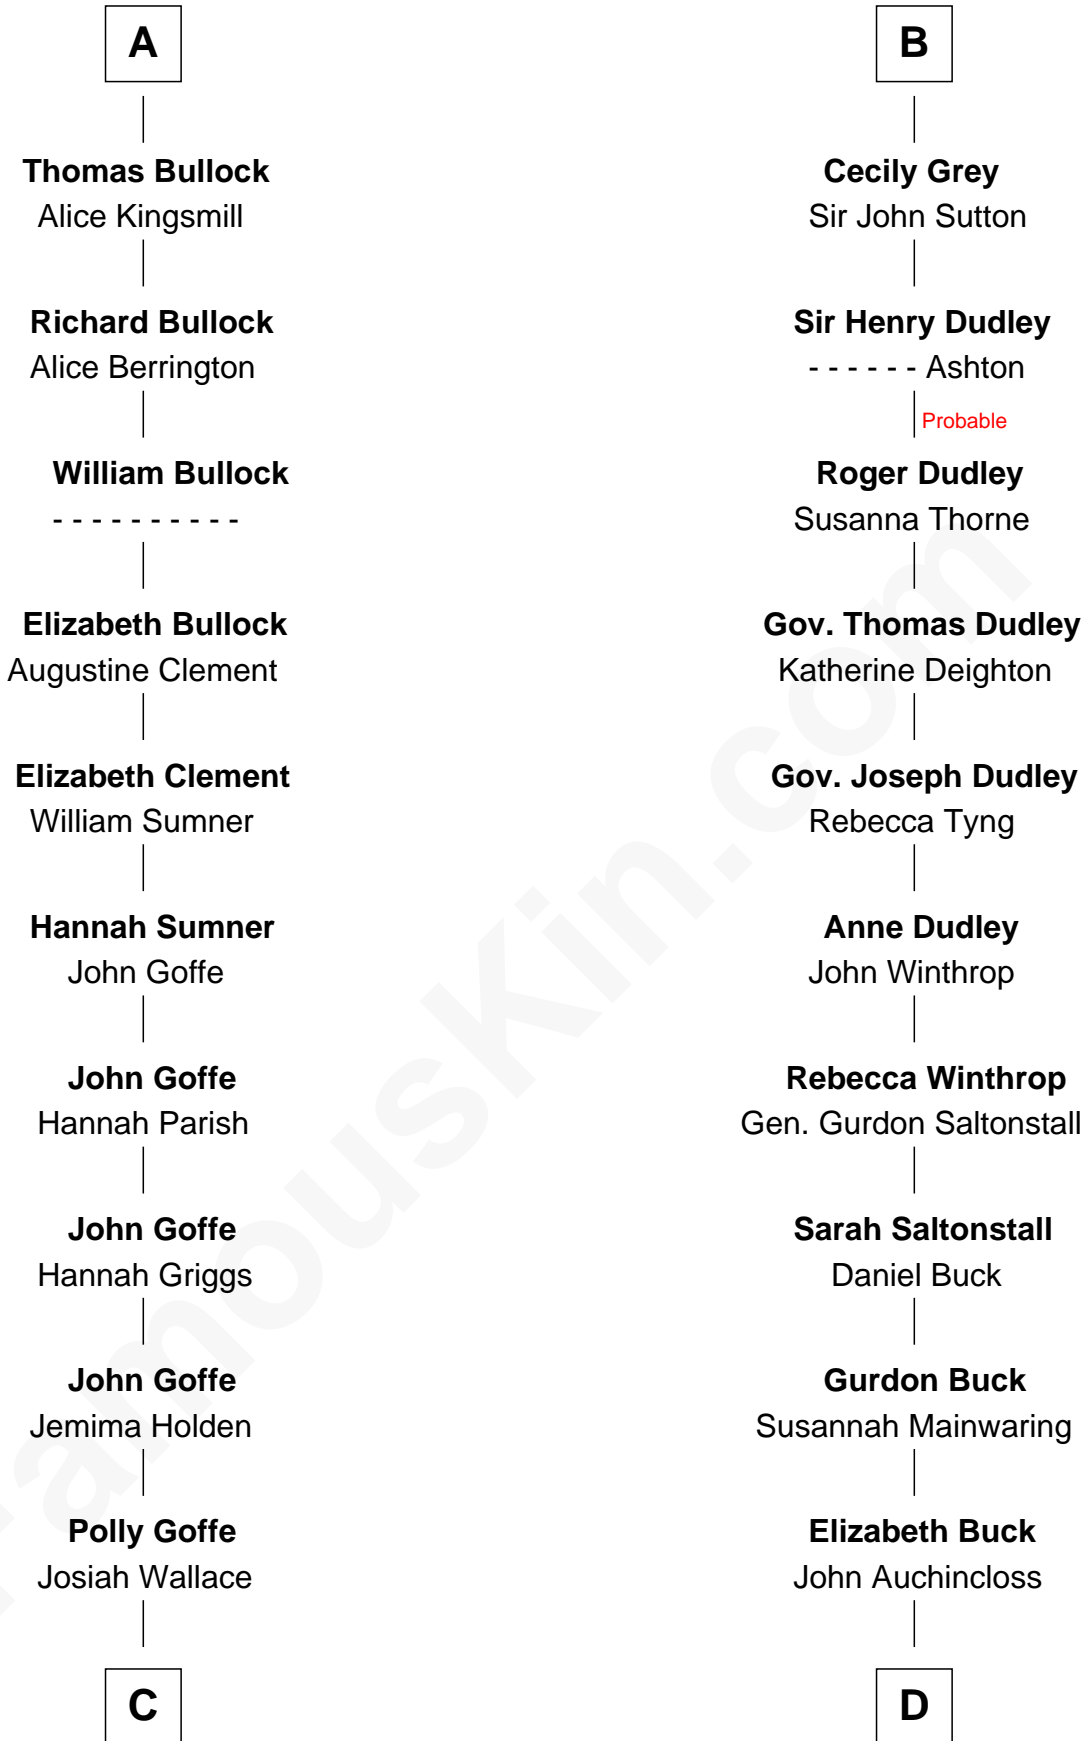 A
Thomas Bullock
Alice Kingsmill
Richard Bullock
Alice Berrington
William Bullock
- - - - - - - - - -
Elizabeth Bullock
Augustine Clement
Elizabeth Clement
William Sumner
Hannah Sumner
John Goffe
John Goffe
Hannah Parish
John Goffe
Hannah Griggs
John Goffe
Jemima Holden
Polly Goffe
Josiah Wallace
C
B
Cecily Grey
Sir John Sutton
Sir Henry Dudley
- - - - - - Ashton
Probable
Roger Dudley
Susanna Thorne
Gov. Thomas Dudley
Katherine Deighton
Gov. Joseph Dudley
Rebecca Tyng
Anne Dudley
John Winthrop
Rebecca Winthrop
Gen. Gurdon Saltonstall
Sarah Saltonstall
Daniel Buck
Gurdon Buck
Susannah Mainwaring
Elizabeth Buck
John Auchincloss
D
FamousKin.com